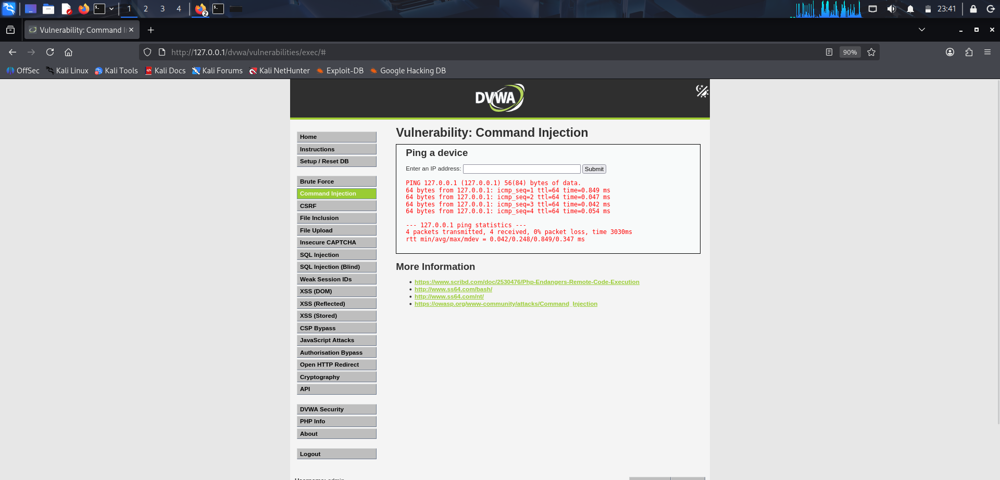 1 2 3 4 2 23:41
Vulnerability: Command I
http://127.0.0.1/dvwa/vulnerabilities/exec/# 90%
OffSec Kali Linux Kali Tools Kali Docs Kali Forums Kali NetHunter Exploit-DB Google Hacking DB
DVWA
Vulnerability: Command Injection
Home
Instructions
Setup / Reset DB
Brute Force
Command Injection
CSRF
File Inclusion
File Upload
Insecure CAPTCHA
SQL Injection
SQL Injection (Blind)
Weak Session IDs
XSS (DOM)
XSS (Reflected)
XSS (Stored)
CSP Bypass
JavaScript Attacks
Authorisation Bypass
Open HTTP Redirect
Cryptography
API
DVWA Security
PHP Info
About
Logout
Ping a device
Enter an IP address: Submit
PING 127.0.0.1 (127.0.0.1) 56(84) bytes of data.
64 bytes from 127.0.0.1: icmp_seq=1 ttl=64 time=0.849 ms
64 bytes from 127.0.0.1: icmp_seq=2 ttl=64 time=0.047 ms
64 bytes from 127.0.0.1: icmp_seq=3 ttl=64 time=0.042 ms
64 bytes from 127.0.0.1: icmp_seq=4 ttl=64 time=0.054 ms
--- 127.0.0.1 ping statistics ---
4 packets transmitted, 4 received, 0% packet loss, time 3030ms
rtt min/avg/max/mdev = 0.042/0.248/0.849/0.347 ms
More Information
https://www.scribd.com/doc/2530476/Php-Endangers-Remote-Code-Execution
http://www.ss64.com/bash/
http://www.ss64.com/nt/
https://owasp.org/www-community/attacks/Command_Injection
Username: admin